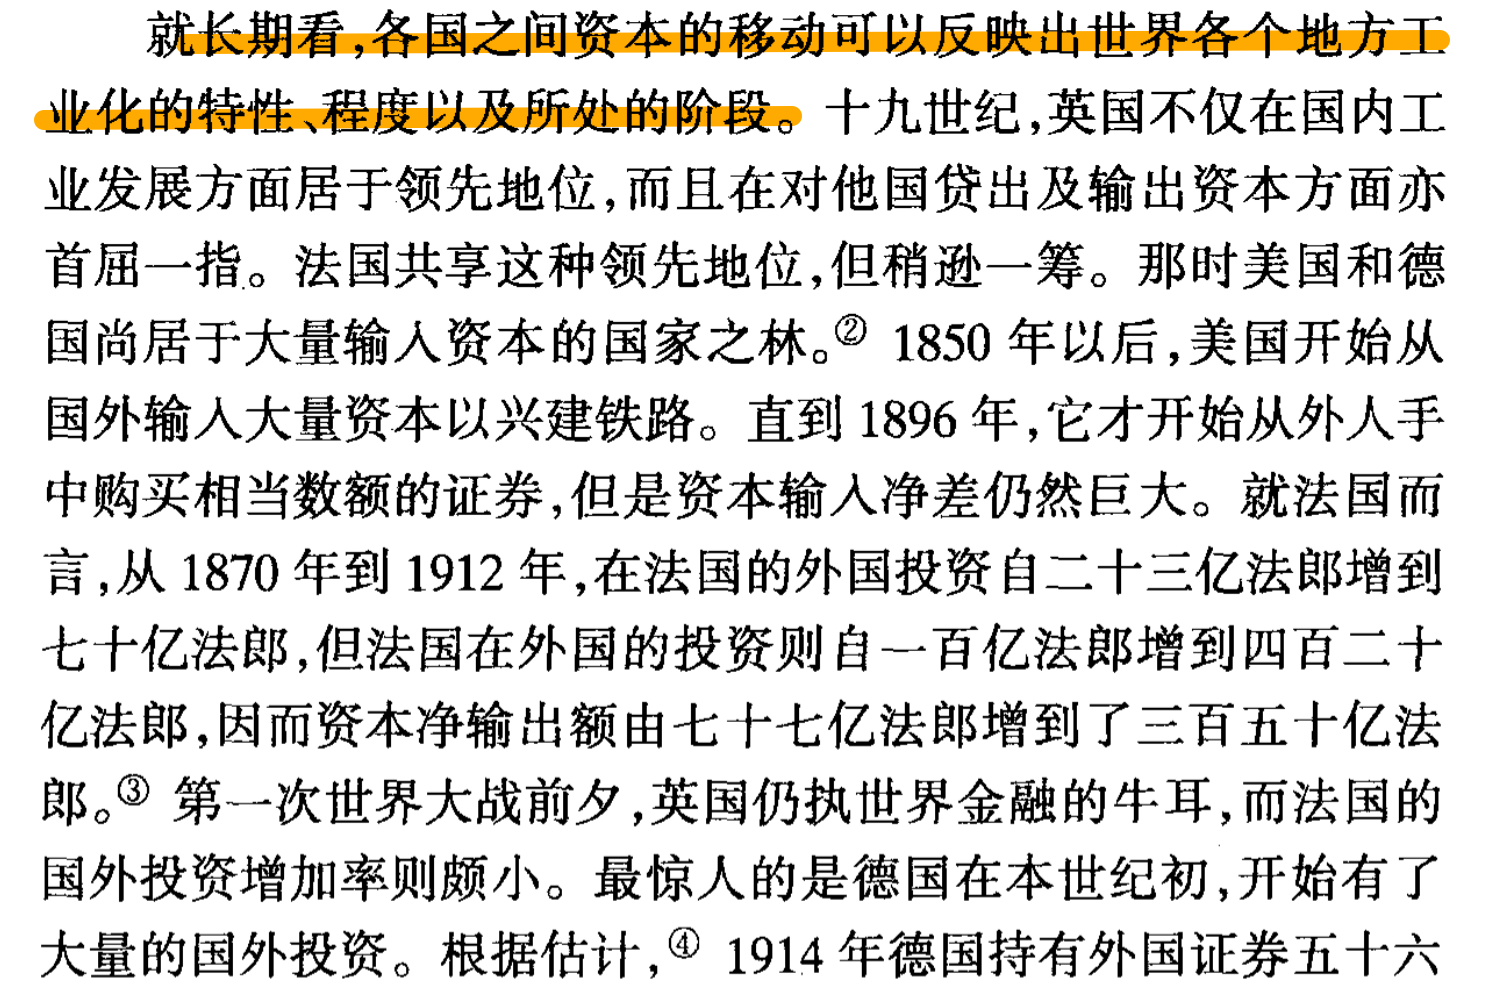 就长期看,各国之间资本的移动可以反映出世界各个地方工
业化的特性、程度以及所处的阶段。十九世纪,英国不仅在国内工
业发展方面居于领先地位,而且在对他国贷出及输出资本方面亦
首屈一指。法国共享这种领先地位,但稍逊一筹。那时美国和德
国尚居于大量输入资本的国家之林。② 1850 年以后,美国开始从
国外输入大量资本以兴建铁路。直到 1896 年,它才开始从外人手
中购买相当数额的证券,但是资本输入净差仍然巨大。就法国而
言,从 1870 年到 1912 年,在法国的外国投资自二十三亿法郎增到
七十亿法郎,但法国在外国的投资则自一百亿法郎增到四百二十
亿法郎,因而资本净输出额由七十七亿法郎增到了三百五十亿法
郎。③ 第一次世界大战前夕,英国仍执世界金融的牛耳,而法国的
国外投资增加率则颇小。最惊人的是德国在本世纪初,开始有了
大量的国外投资。根据估计,④ 1914 年德国持有外国证券五十六